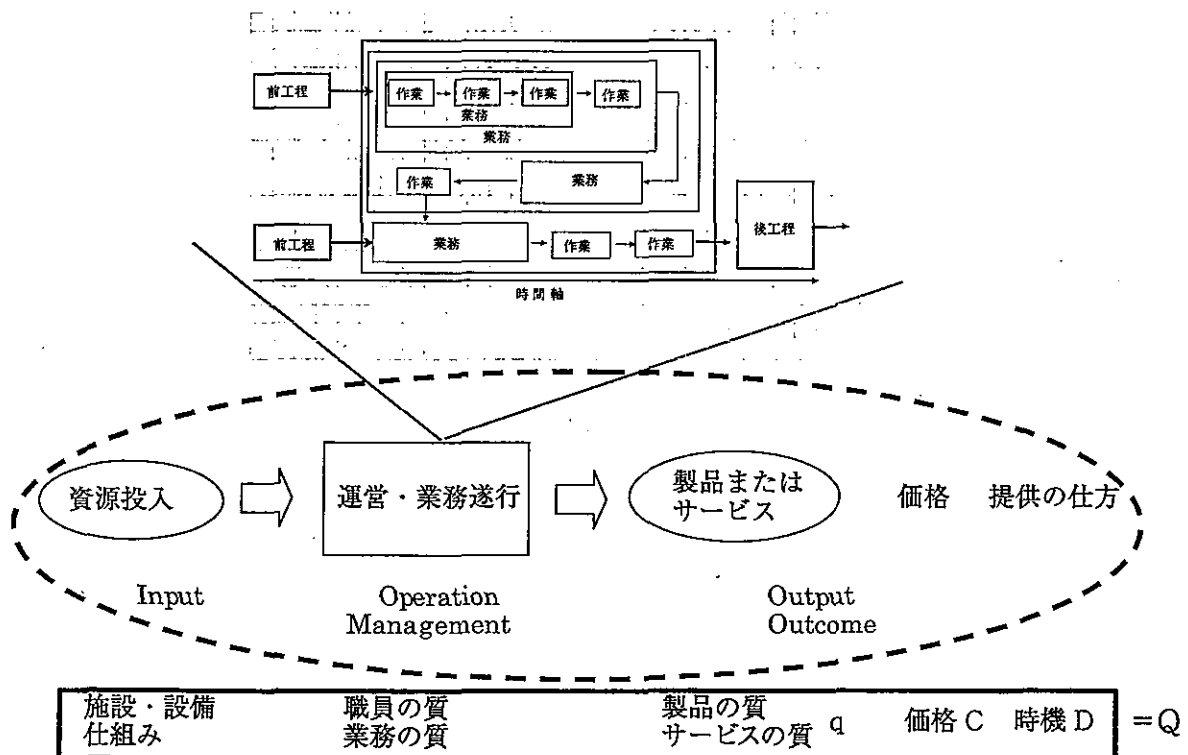 前工程
作業 作業 作業 作業
業務
業務
作業 業務
前工程 業務 作業 作業 後工程
時間軸
資源投入 運営・業務遂行 製品または
サービス 価格 提供の仕方
Input Operation
Management Output
Outcome
施設・設備 職員の質 製品の質
仕組み 業務の質 サービスの質 q 価格 C 時機 D =Q